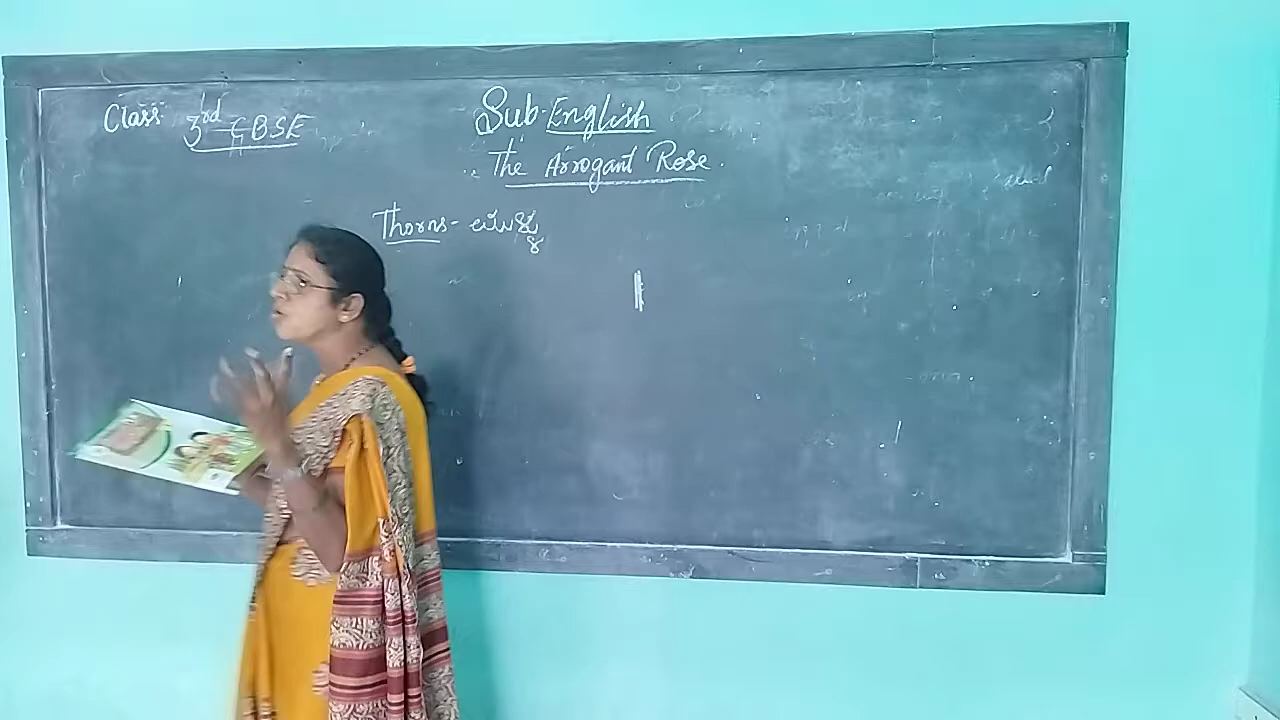 Class: 3rd CBSE
Sub-English
The Arrogant Rose.
Thorns-